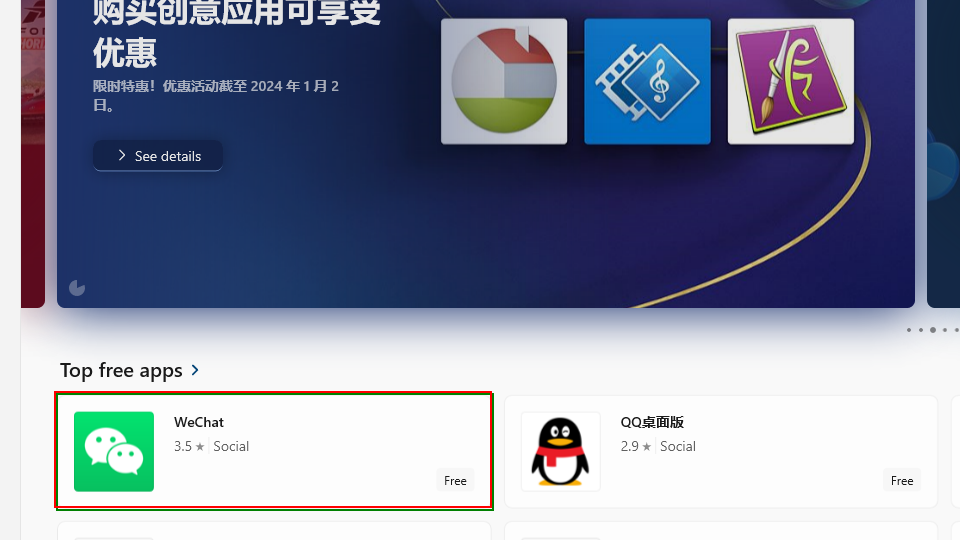 购买创意应用可享受
优惠
限时特惠！优惠活动截至 2024 年 1 月 2
日。
See details
Top free apps
WeChat
3.5 ★ Social
Free
QQ桌面版
2.9 ★ Social
Free